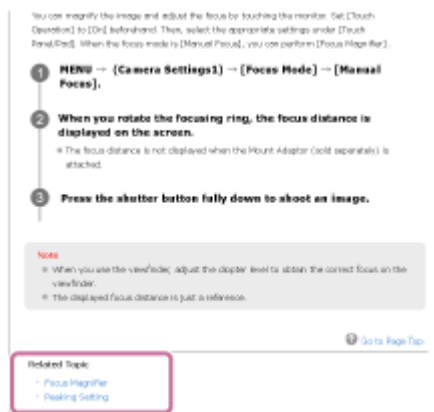 You can magnify the image and adjust the focus by touching the monitor. Set [Touch
Operation] to [On] beforehand. Then, select the appropriate settings under [Touch
Panel/Pad]. When the focus mode is [Manual Focus], you can perform [Focus Magnifier].
1 MENU → (Camera Settings1) → [Focus Mode] → [Manual
Focus].
2 When you rotate the focusing ring, the focus distance is
displayed on the screen.
The focus distance is not displayed when the Mount Adaptor (sold separately) is
attached.
3 Press the shutter button fully down to shoot an image.
Note
When you use the viewfinder, adjust the diopter level to obtain the correct focus on the
viewfinder.
The displayed focus distance is just a reference.
Go to Page Top
Related Topic
Focus Magnifier
Peaking Setting